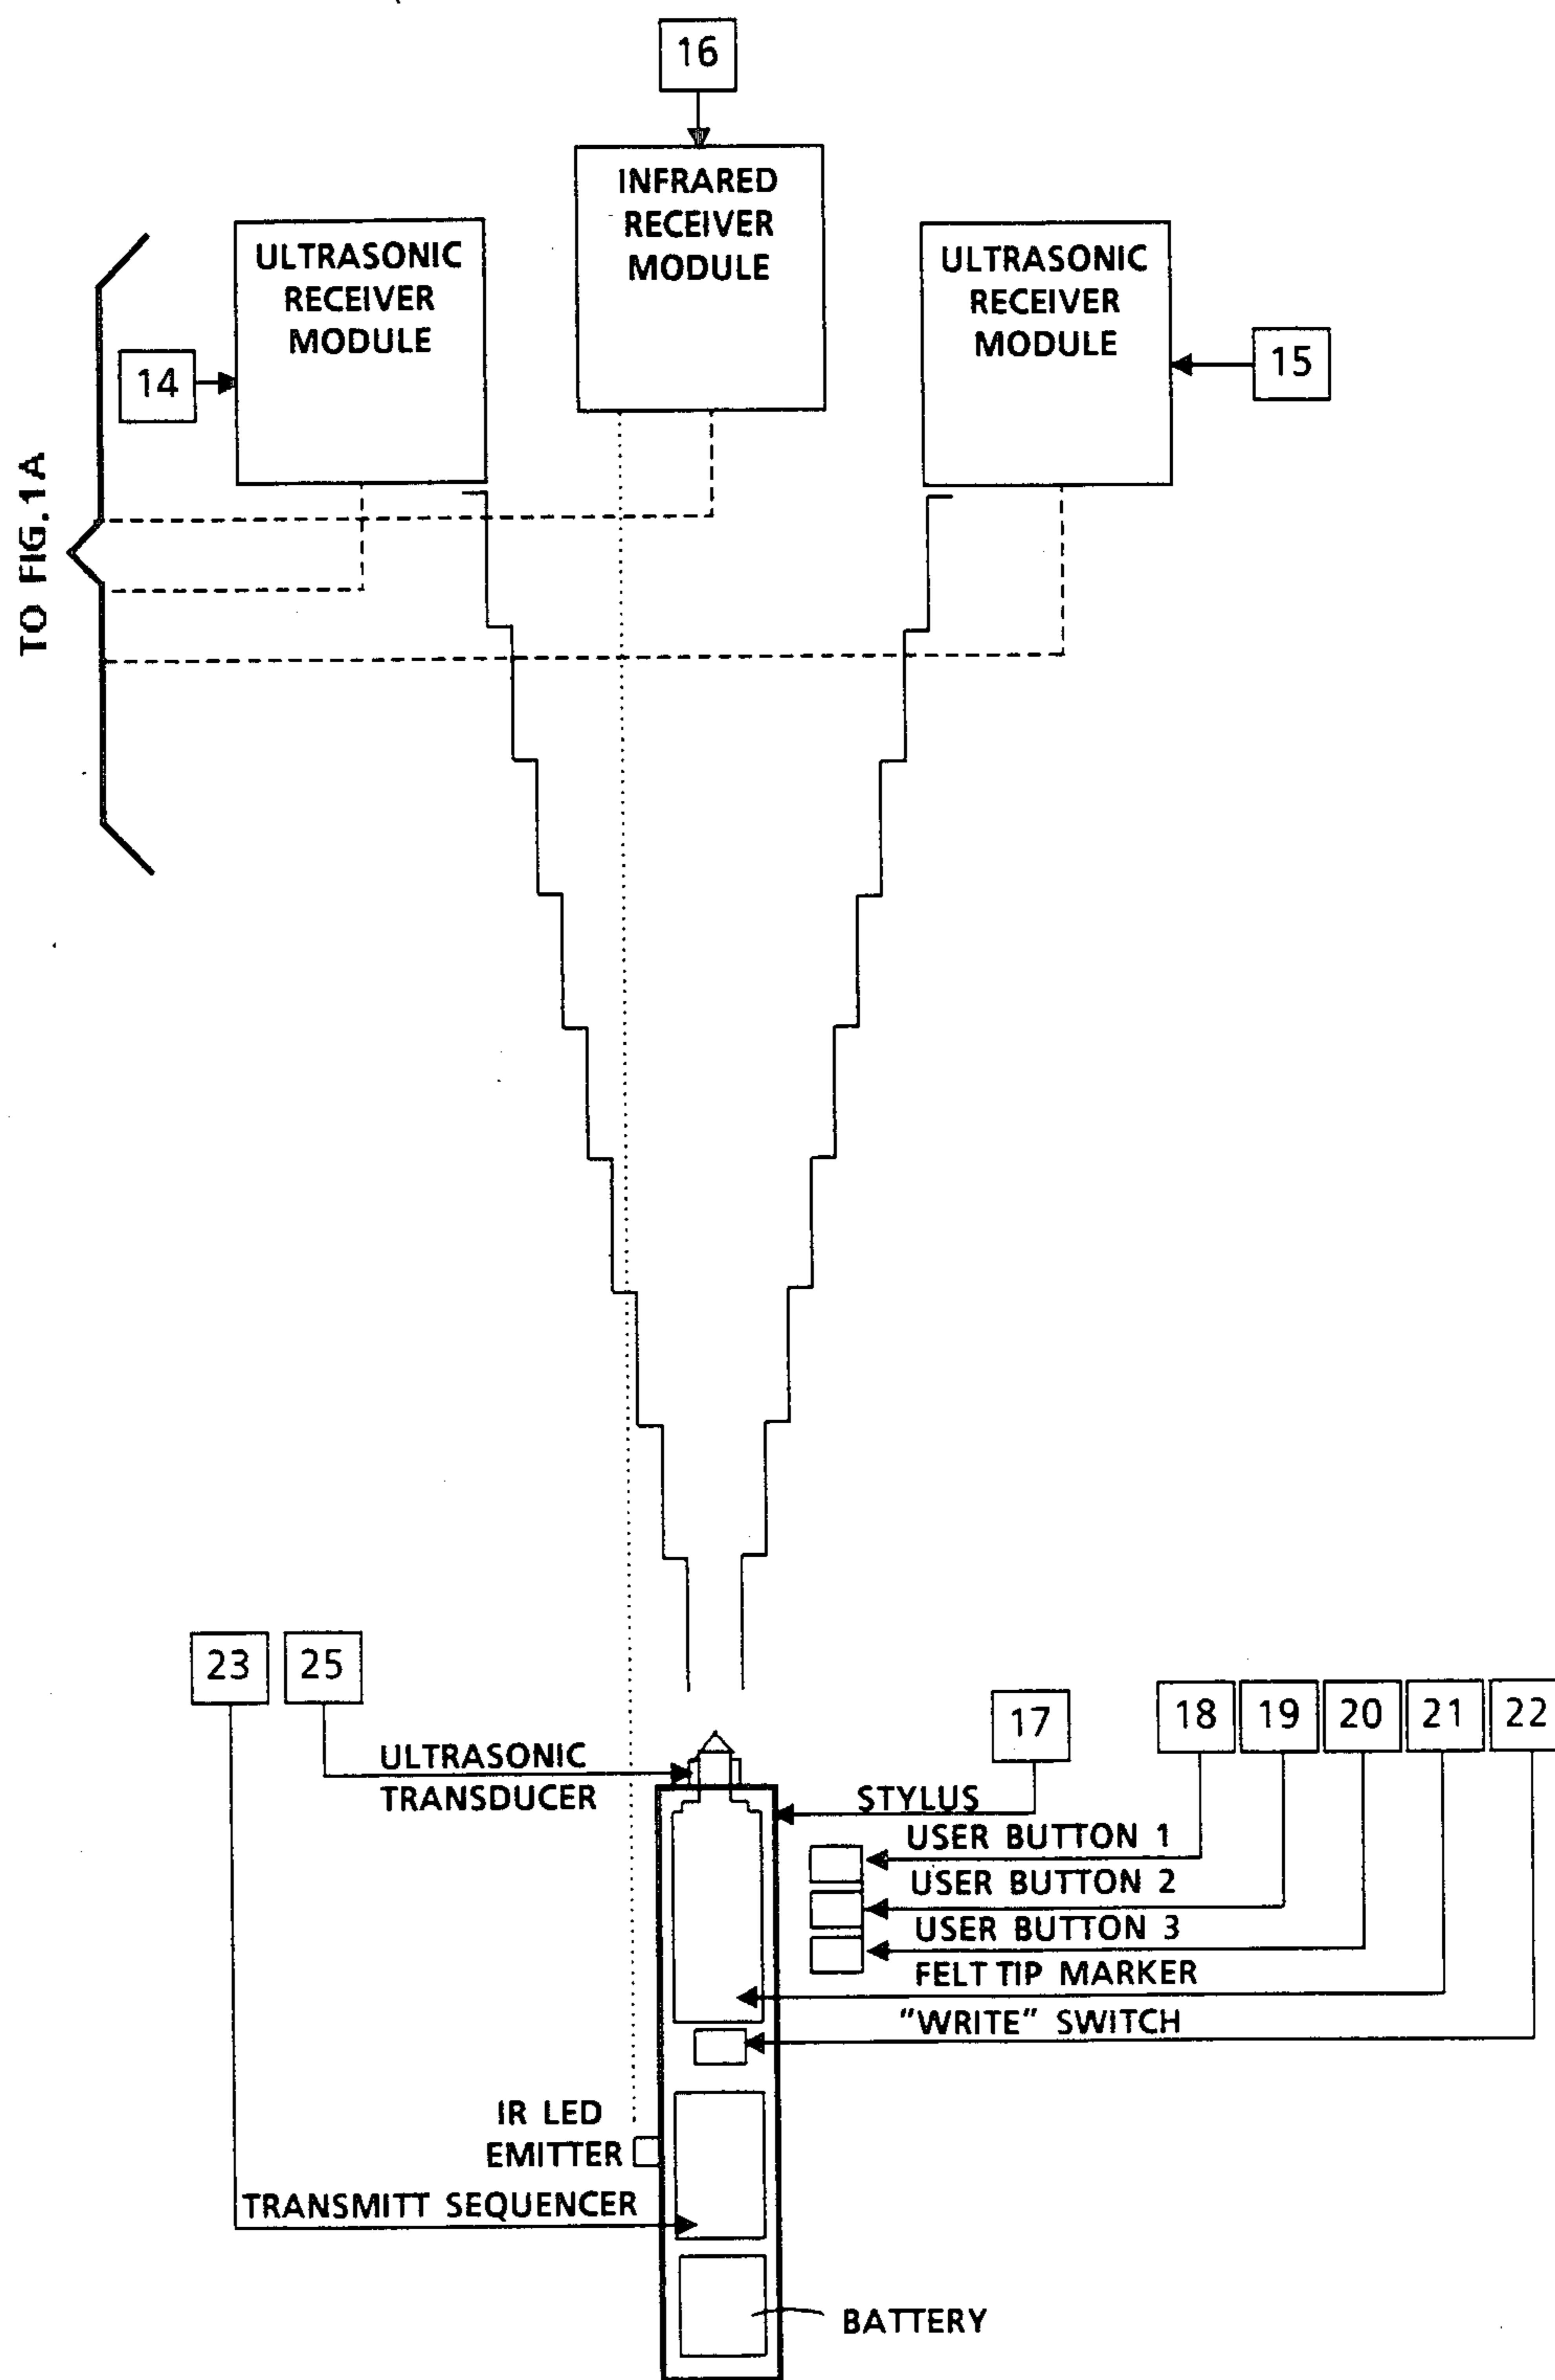 16
INFRARED
RECEIVER
MODULE
ULTRASONIC
RECEIVER
MODULE
ULTRASONIC
RECEIVER
MODULE
14
15
TO FIG.1A
23
25
17
18
19
20
21
22
ULTRASONIC
TRANSDUCER
STYLUS
USER BUTTON 1
USER BUTTON 2
USER BUTTON 3
FELT TIP MARKER
"WRITE" SWITCH
IR LED
EMITTER
TRANSMITT SEQUENCER
BATTERY